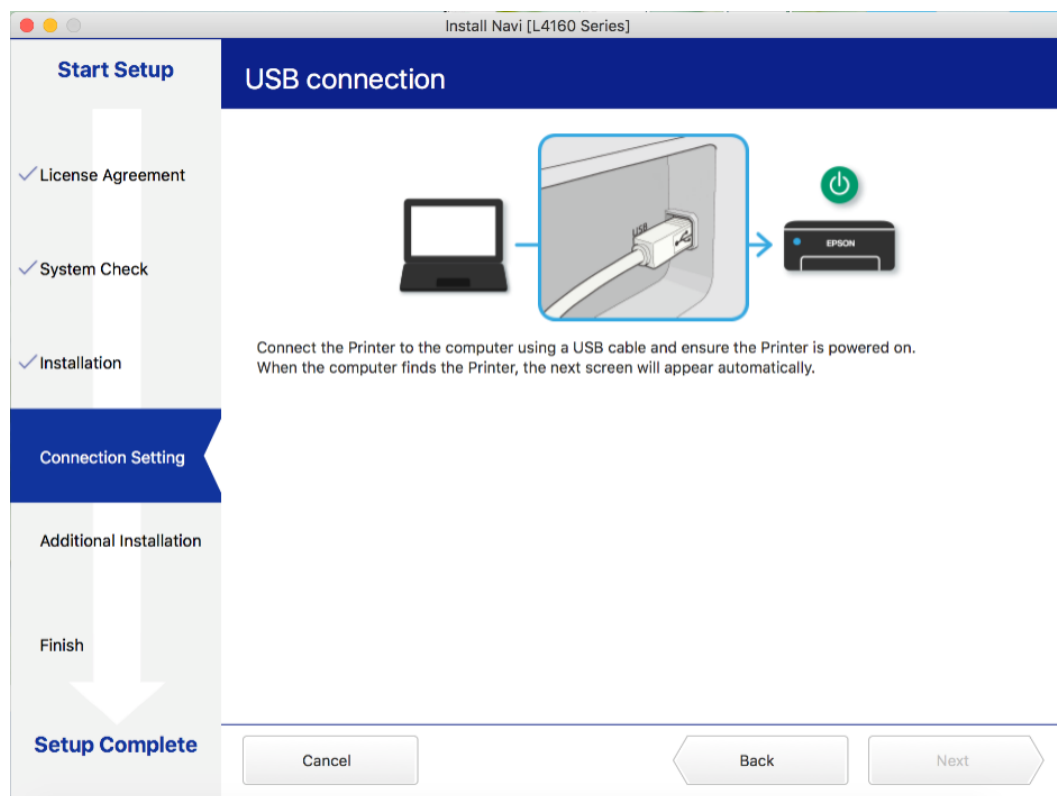 Install Navi [L4160 Series]
Start Setup
License Agreement
System Check
Installation
Connection Setting
Additional Installation
Finish
Setup Complete
USB connection
USB
EPSON
Connect the Printer to the computer using a USB cable and ensure the Printer is powered on.
When the computer finds the Printer, the next screen will appear automatically.
Cancel
Back
Next